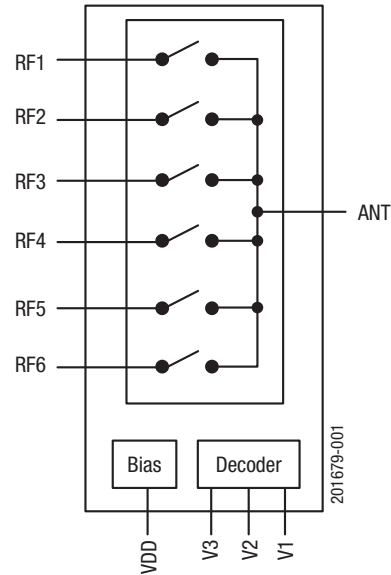 RF1
RF2
RF3
RF4
RF5
RF6
ANT
Bias
Decoder
201679-001
VDD
V3
V2
V1